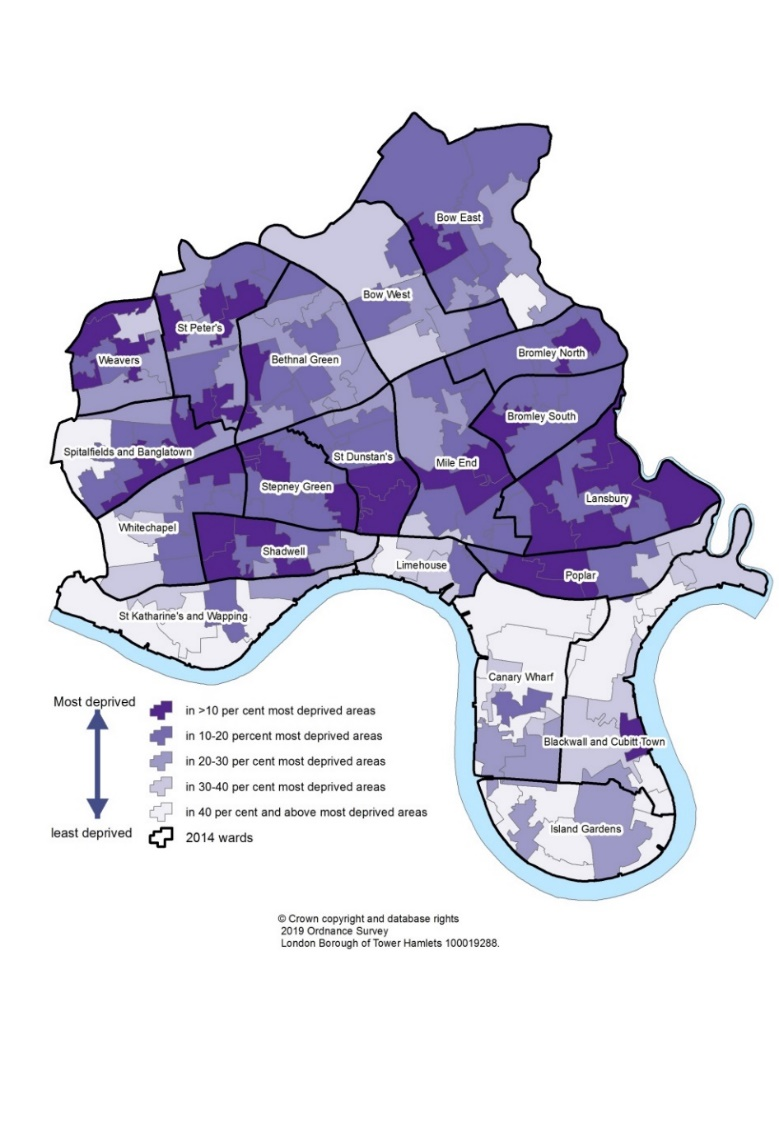 Bow East
Bow West
St Peter's
Bromley North
Weavers
Bethnal Green
Bromley South
Spitalfields and Banglatown
St Dunstan's
Mile End
Stepney Green
Lansbury
Whitechapel
Shadwell
Limehouse
Poplar
St Katharine's and Wapping
Canary Wharf
Blackwall and Cubitt Town
Island Gardens
Most deprived
in >10 per cent most deprived areas
in 10-20 percent most deprived areas
in 20-30 per cent most deprived areas
in 30-40 per cent most deprived areas
in 40 per cent and above most deprived areas
least deprived
2014 wards
© Crown copyright and database rights
2019 Ordnance Survey
London Borough of Tower Hamlets 100019288.